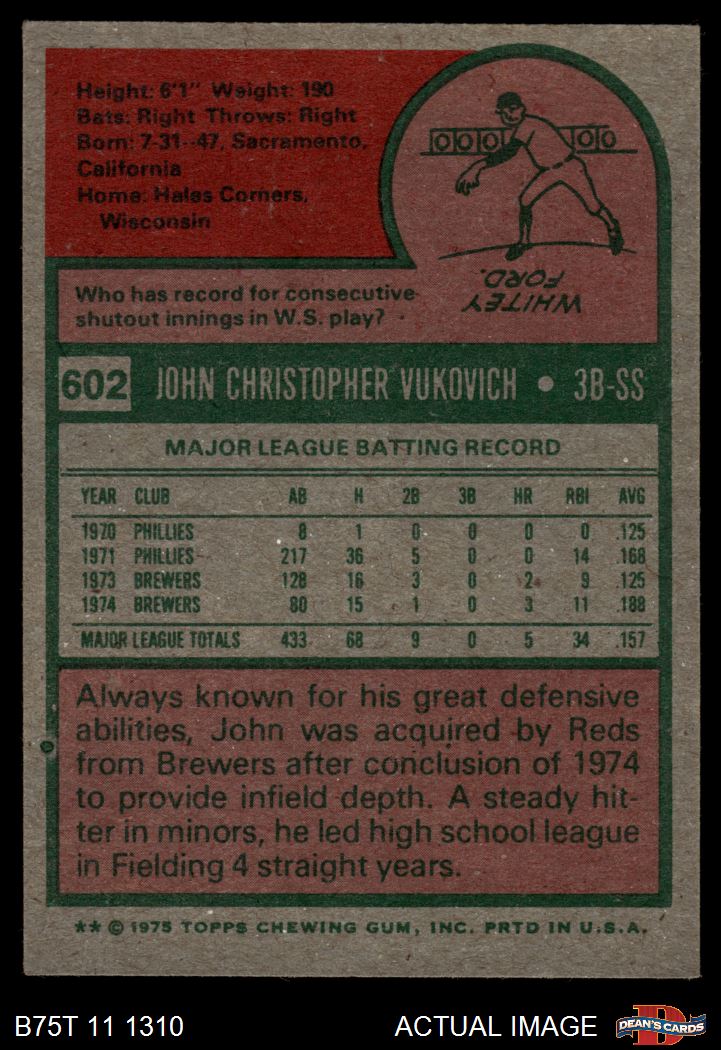 Height: 6'1" Weight: 190
Bats: Right Throws: Right
Born: 7-31-47, Sacramento,
California
Home: Hales Corners,
Wisconsin
000 00
WHITEY
FORD.
Who has record for consecutive
shutout innings in W.S. play?
602 JOHN CHRISTOPHER VUKOVICH • 3B-SS
MAJOR LEAGUE BATTING RECORD
YEAR CLUB AB H 2B 3B HR RBI AVG
1970 PHILLIES 8 1 0 0 0 0 .125
1971 PHILLIES 217 36 5 0 0 14 .168
1973 BREWERS 128 16 3 0 2 9 .125
1974 BREWERS 80 15 1 0 3 11 .188
MAJOR LEAGUE TOTALS 433 68 9 0 5 34 .157
Always known for his great defensive
abilities, John was acquired by Reds
from Brewers after conclusion of 1974
to provide infield depth. A steady hit-
ter in minors, he led high school league
in Fielding 4 straight years.
** © 1975 TOPPS CHEWING GUM, INC. PRTD IN U.S.A.
B75T 11 1310 ACTUAL IMAGE D DEAN'S CARDS